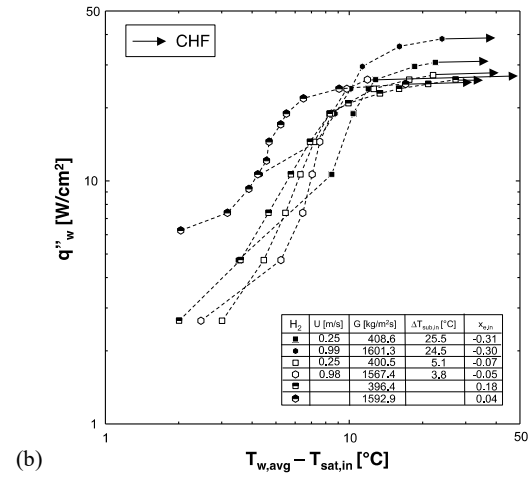 50
CHF
q"w [W/cm²]
10
H₂ U [m/s] G [kg/m²s] ΔTsub,in [°C] xe,in
0.25 408.6 25.5 -0.31
0.99 1601.3 24.5 -0.30
0.25 400.5 5.1 -0.07
0.98 1567.4 3.8 -0.05
396.4 0.18
1592.9 0.04
1
1 10 50
(b) Tw,avg – Tsat,in [°C]